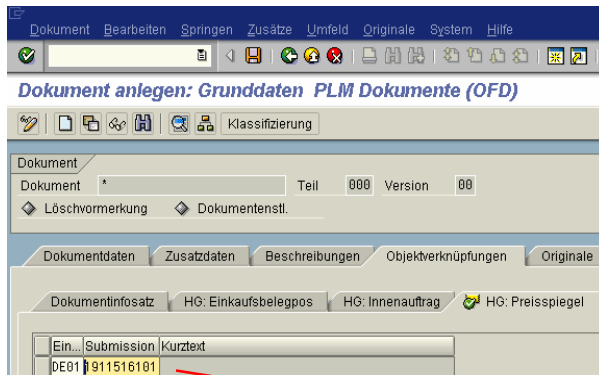 Dokument Bearbeiten Springen Zusätze Umfeld Originale System Hilfe
Dokument anlegen: Grunddaten PLM Dokumente (OFD)
Klassifizierung
Dokument
Dokument * Teil 000 Version 00
Löschvormerkung Dokumentenstl.
Dokumentdaten Zusatzdaten Beschreibungen Objektverknüpfungen Originale
Dokumentinfosatz HG: Einkaufsbelegpos HG: Innenauftrag HG: Preisspiegel
Ein... Submission Kurztext
DE01 1911516101